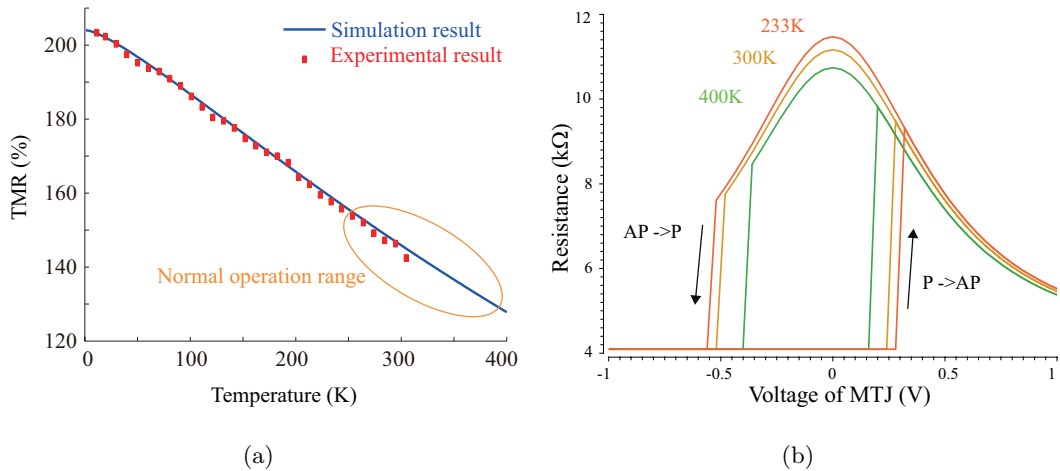 200
180
160
140
120
TMR (%)
0
100
200
300
400
Temperature (K)
Simulation result
Experimental result
Normal operation range
(a)
12
10
8
6
4
Resistance (kΩ)
-1
-0.5
0
0.5
1
Voltage of MTJ (V)
233K
300K
400K
AP ->P
P ->AP
(b)